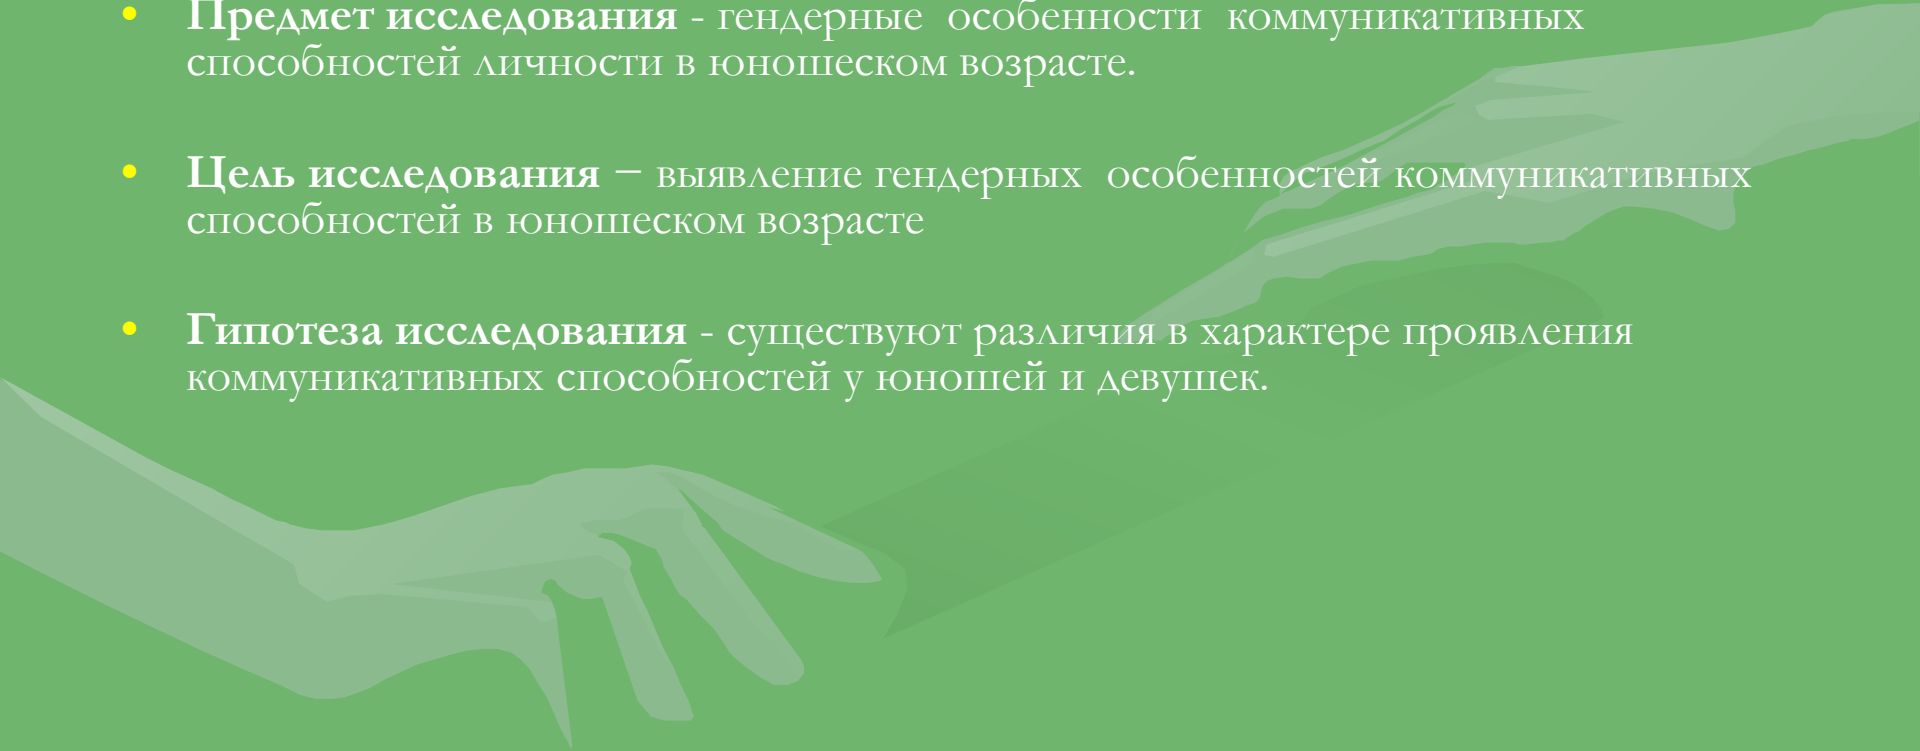 • Предмет исследования - гендерные особенности коммуникативных
способностей личности в юношеском возрасте.
• Цель исследования – выявление гендерных особенностей коммуникативных
способностей в юношеском возрасте
• Гипотеза исследования - существуют различия в характере проявления
коммуникативных способностей у юношей и девушек.